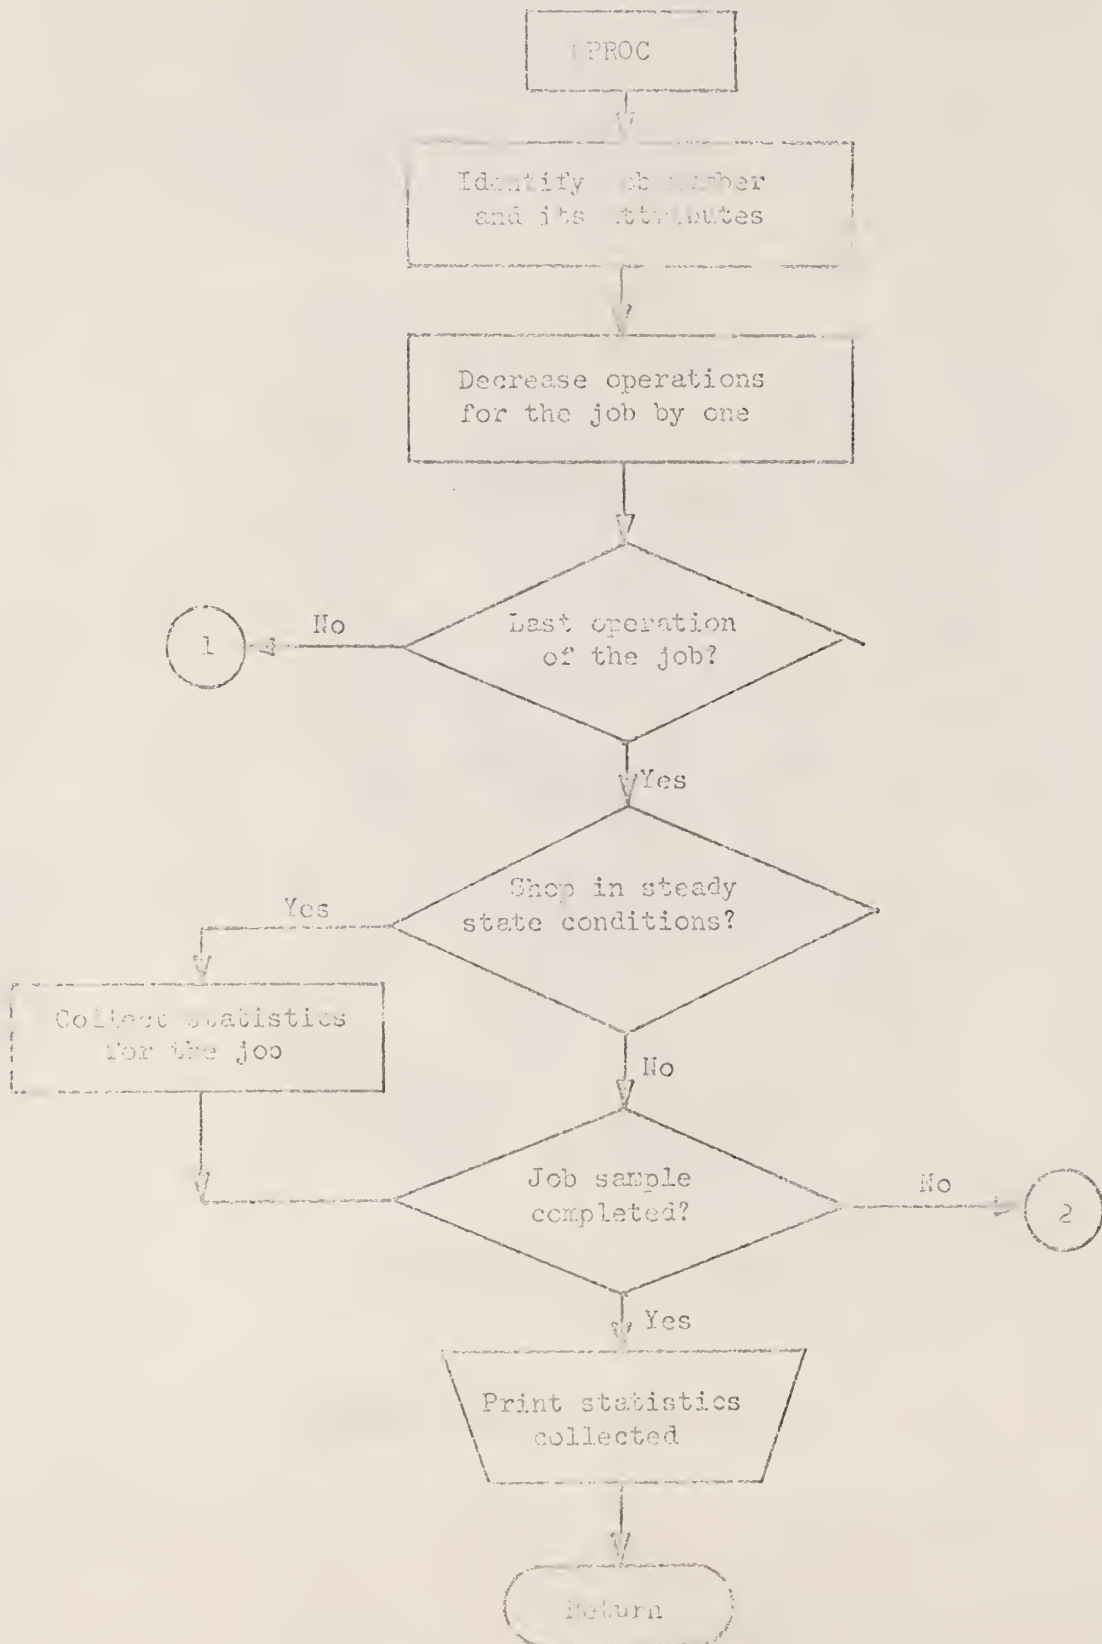 PROC
Identify job number
and its attributes
Decrease operations
for the job by one
No
1
Last operation
of the job?
Yes
Shop in steady
state conditions?
Yes
Collect statistics
for the job
No
Job sample
completed?
No
2
Yes
Print statistics
collected
Return